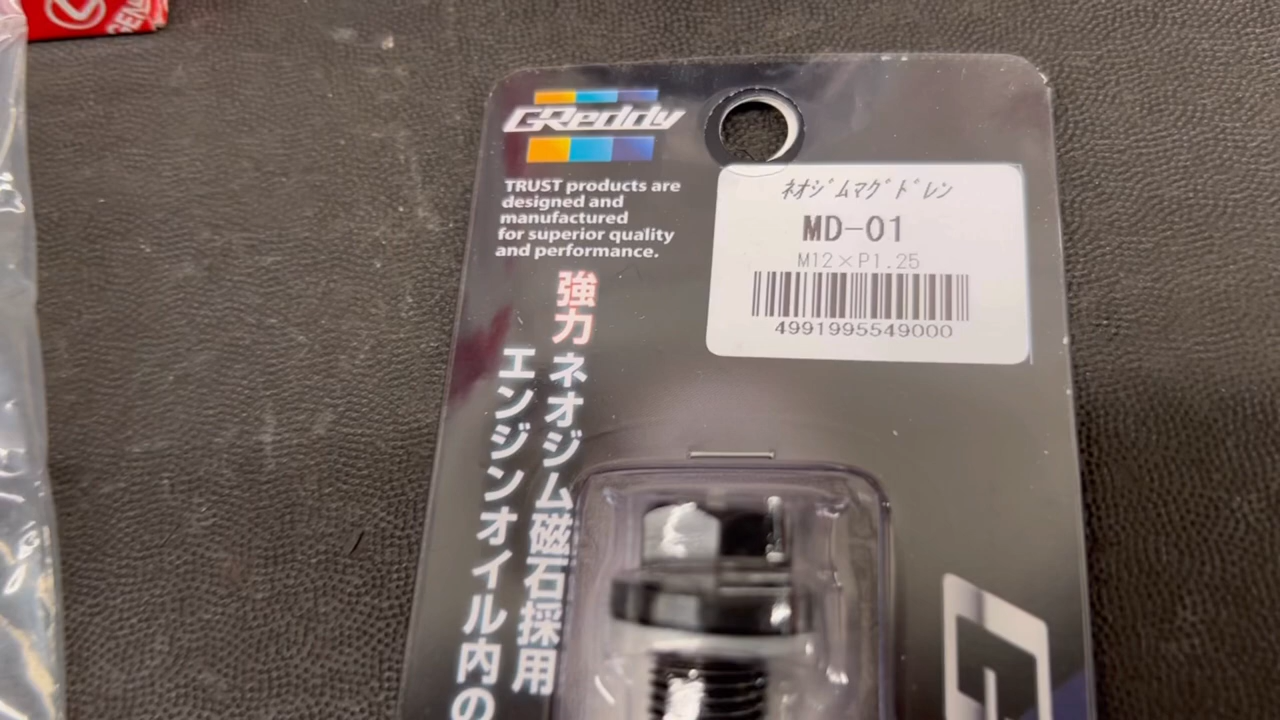 GReddy
TRUST products are
designed and
manufactured
for superior quality
and performance.
ネオジムマグドレン
MD-01
M12×P1.25
4991995549000
強力ネオジム磁石採用
エンジンオイル内の
G
GEN